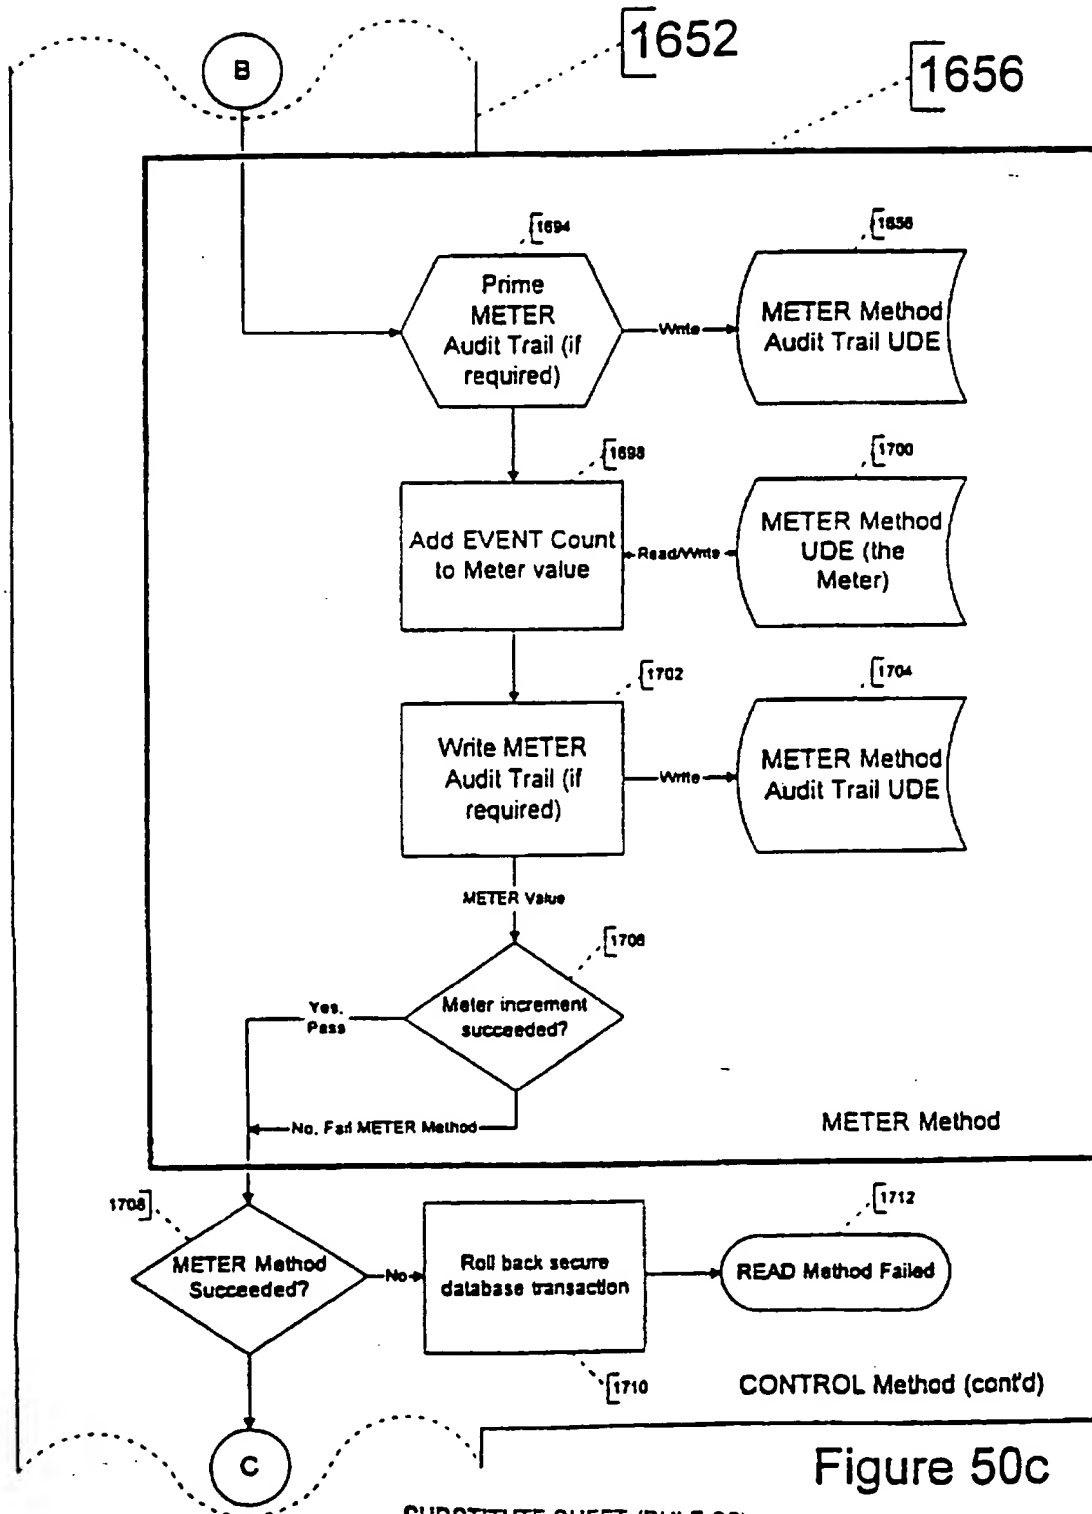 1652
1656
B
1694
Prime
METER
Audit Trail (if
required)
Write
1656
METER Method
Audit Trail UDE
1698
Add EVENT Count
to Meter value
Read/Write
1700
METER Method
UDE (the
Meter)
1702
Write METER
Audit Trail (if
required)
Write
1704
METER Method
Audit Trail UDE
METER Value
1706
Meter increment
succeeded?
Yes,
Pass
No, Fail METER Method
METER Method
1708
METER Method
Succeeded?
No
Roll back secure
database transaction
1710
1712
READ Method Failed
CONTROL Method (cont'd)
C
Figure 50c